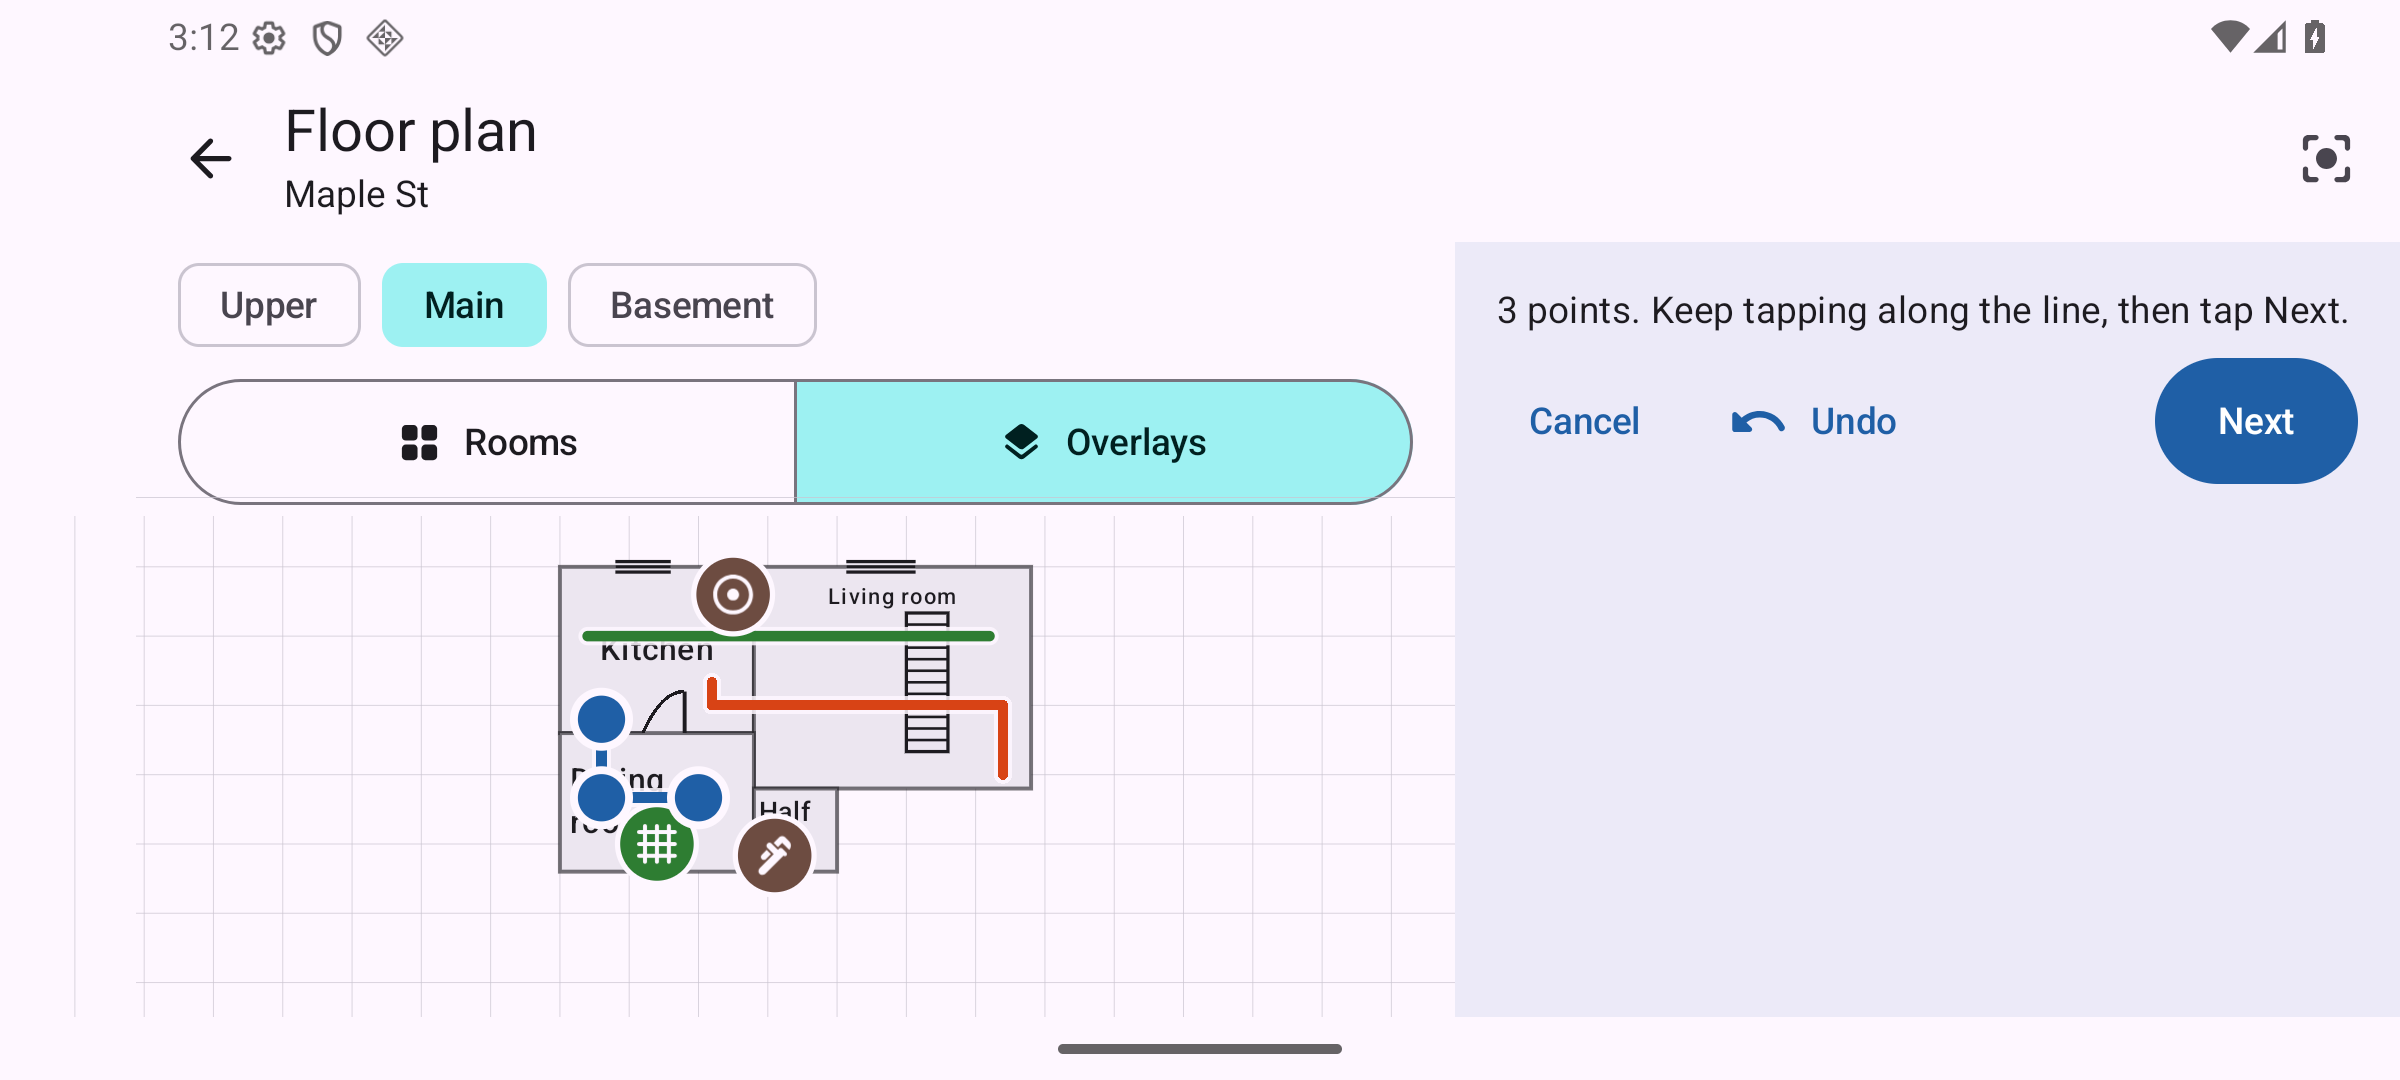 3:12
Floor plan
Maple St
Upper
Main
Basement
3 points. Keep tapping along the line, then tap Next.
Cancel
Undo
Next
Rooms
Overlays
Living room
Kitchen
Half